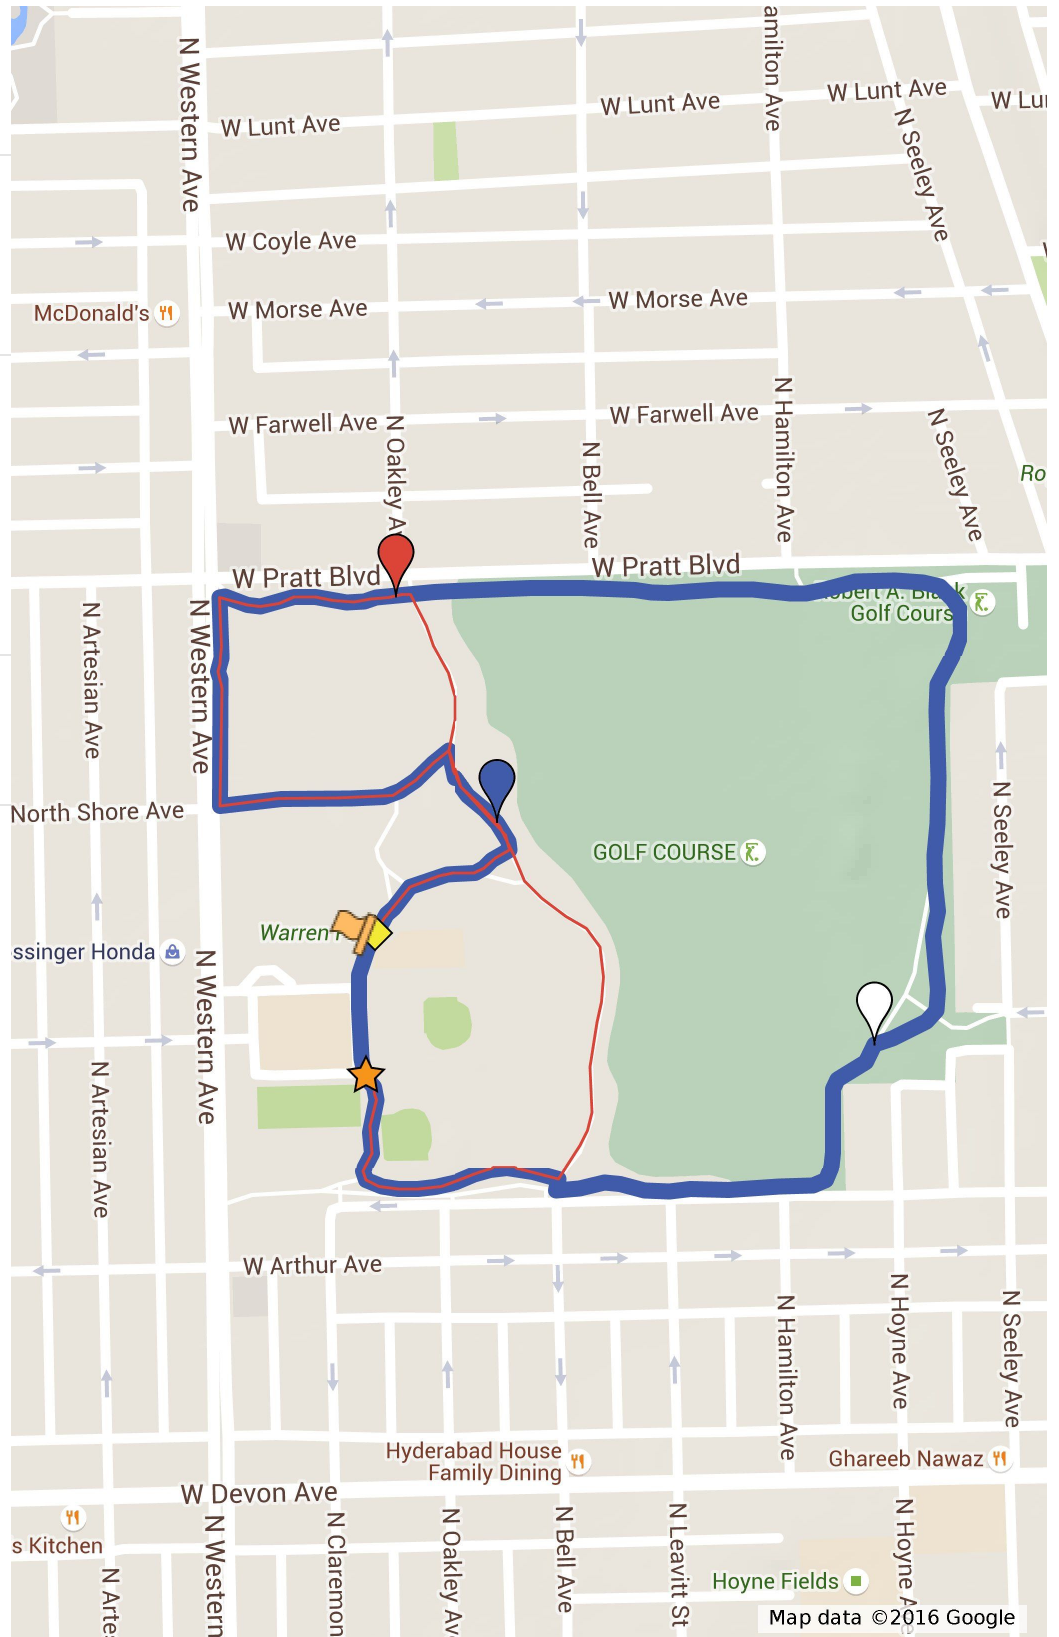 N Western Ave
amilton Ave
W Lunt Ave
W Lunt Ave
W Lunt Ave
N Seeley Ave
W Coyle Ave
McDonald's
W Morse Ave
W Morse Ave
W Farwell Ave
W Farwell Ave
N Oakley A
N Bell Ave
N Hamilton Ave
N Seeley Ave
Ro
W Pratt Blvd
W Pratt Blvd
Golf Cours
N Artesian Ave
N Western Ave
North Shore Ave
N Seeley Ave
GOLF COURSE
Warren
ssinger Honda
N Western Ave
N Artesian Ave
W Arthur Ave
N Hoyne Ave
N Hamilton Ave
N Seeley Ave
Hyderabad House
Family Dining
Ghareeb Nawaz
W Devon Ave
s Kitchen
N Artes
N Western
N Claremon
N Oakley Av
N Bell Ave
N Leavitt St
N Hoyne A
Hoyne Fields
Map data ©2016 Google